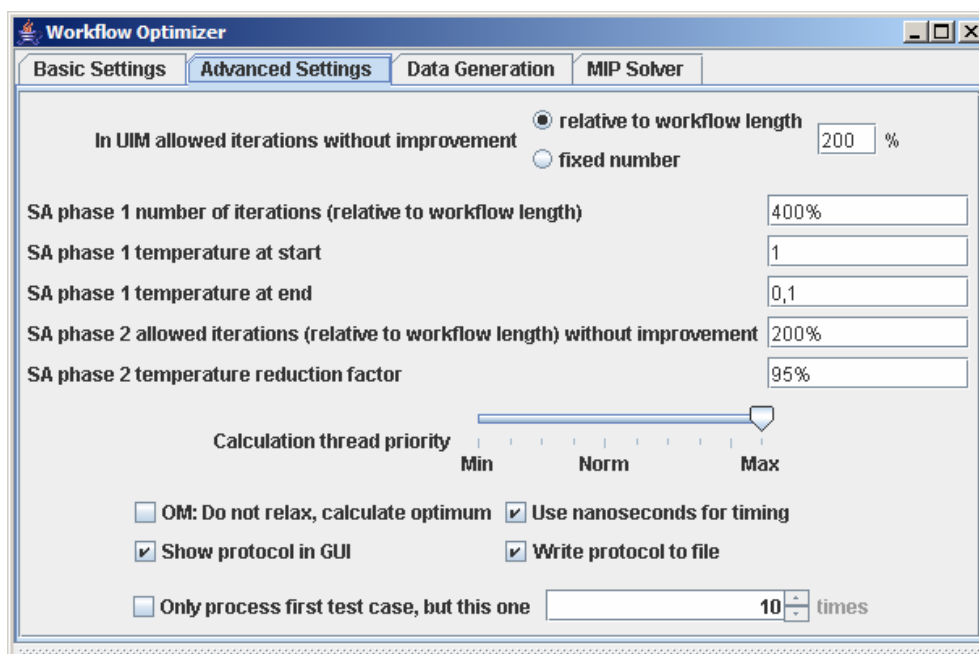 Workflow Optimizer
Basic Settings Advanced Settings Data Generation MIP Solver
In UIM allowed iterations without improvement
relative to workflow length
fixed number
200 %
SA phase 1 number of iterations (relative to workflow length) 400%
SA phase 1 temperature at start 1
SA phase 1 temperature at end 0,1
SA phase 2 allowed iterations (relative to workflow length) without improvement 200%
SA phase 2 temperature reduction factor 95%
Calculation thread priority
Min Norm Max
OM: Do not relax, calculate optimum Use nanoseconds for timing
Show protocol in GUI Write protocol to file
Only process first test case, but this one 10 times